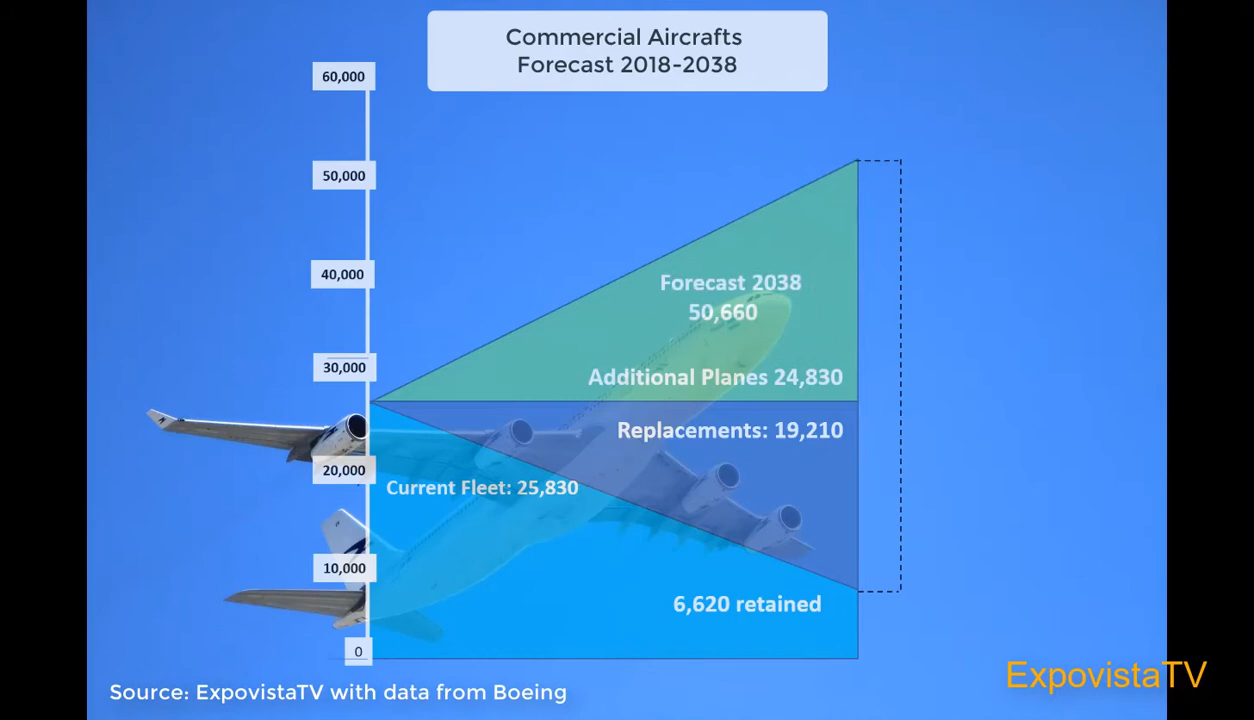 Commercial Aircrafts
Forecast 2018-2038
60,000
50,000
40,000
30,000
20,000
10,000
0
Forecast 2038
50,660
Additional Planes 24,830
Replacements: 19,210
Current Fleet: 25,830
6,620 retained
Source: ExpovistaTV with data from Boeing
ExpovistaTV